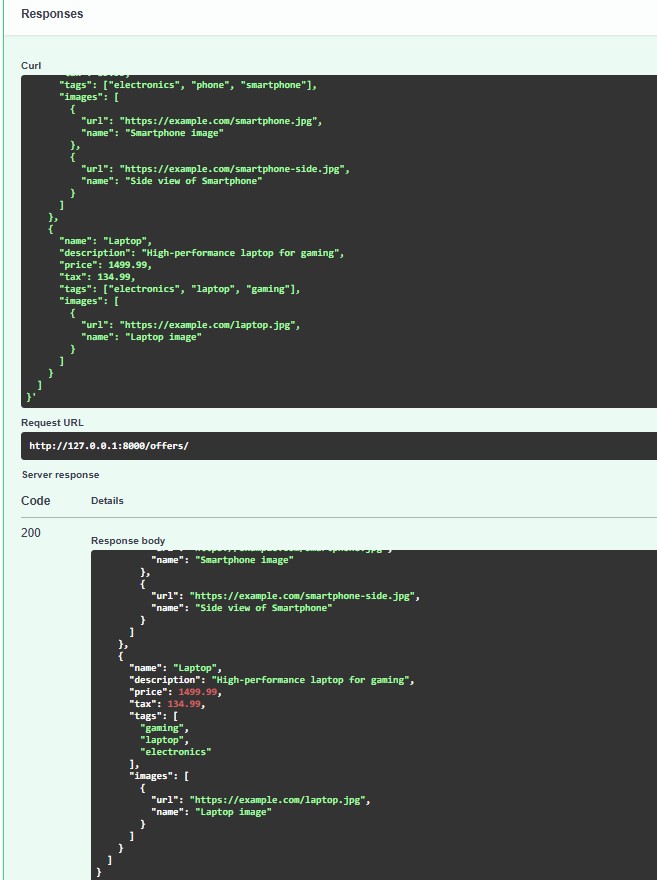 Responses
Curl
"tags": ["electronics", "phone", "smartphone"],
"images": [
{
"url": "https://example.com/smartphone.jpg",
"name": "Smartphone image"
},
{
"url": "https://example.com/smartphone-side.jpg",
"name": "Side view of Smartphone"
}
]
},
{
"name": "Laptop",
"description": "High-performance laptop for gaming",
"price": 1499.99,
"tax": 134.99,
"tags": ["electronics", "laptop", "gaming"],
"images": [
{
"url": "https://example.com/laptop.jpg",
"name": "Laptop image"
}
]
}
]
}'
Request URL
http://127.0.0.1:8000/offers/
Server response
Code Details
200
Response body
"url": "https://example.com/smartphone.jpg",
"name": "Smartphone image"
},
{
"url": "https://example.com/smartphone-side.jpg",
"name": "Side view of Smartphone"
}
]
},
{
"name": "Laptop",
"description": "High-performance laptop for gaming",
"price": 1499.99,
"tax": 134.99,
"tags": [
"gaming",
"laptop",
"electronics"
],
"images": [
{
"url": "https://example.com/laptop.jpg",
"name": "Laptop image"
}
]
}
]
}